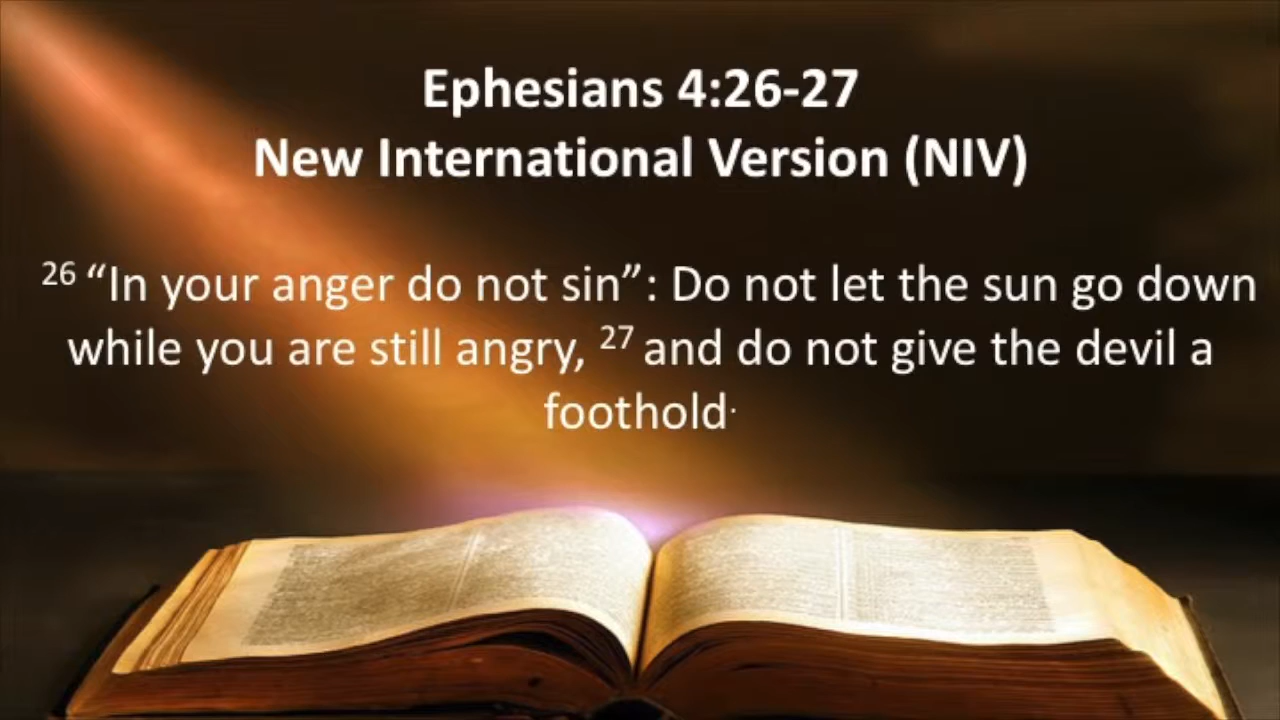 Ephesians 4:26-27
New International Version (NIV)
26 “In your anger do not sin”: Do not let the sun go down
while you are still angry, 27 and do not give the devil a
foothold.